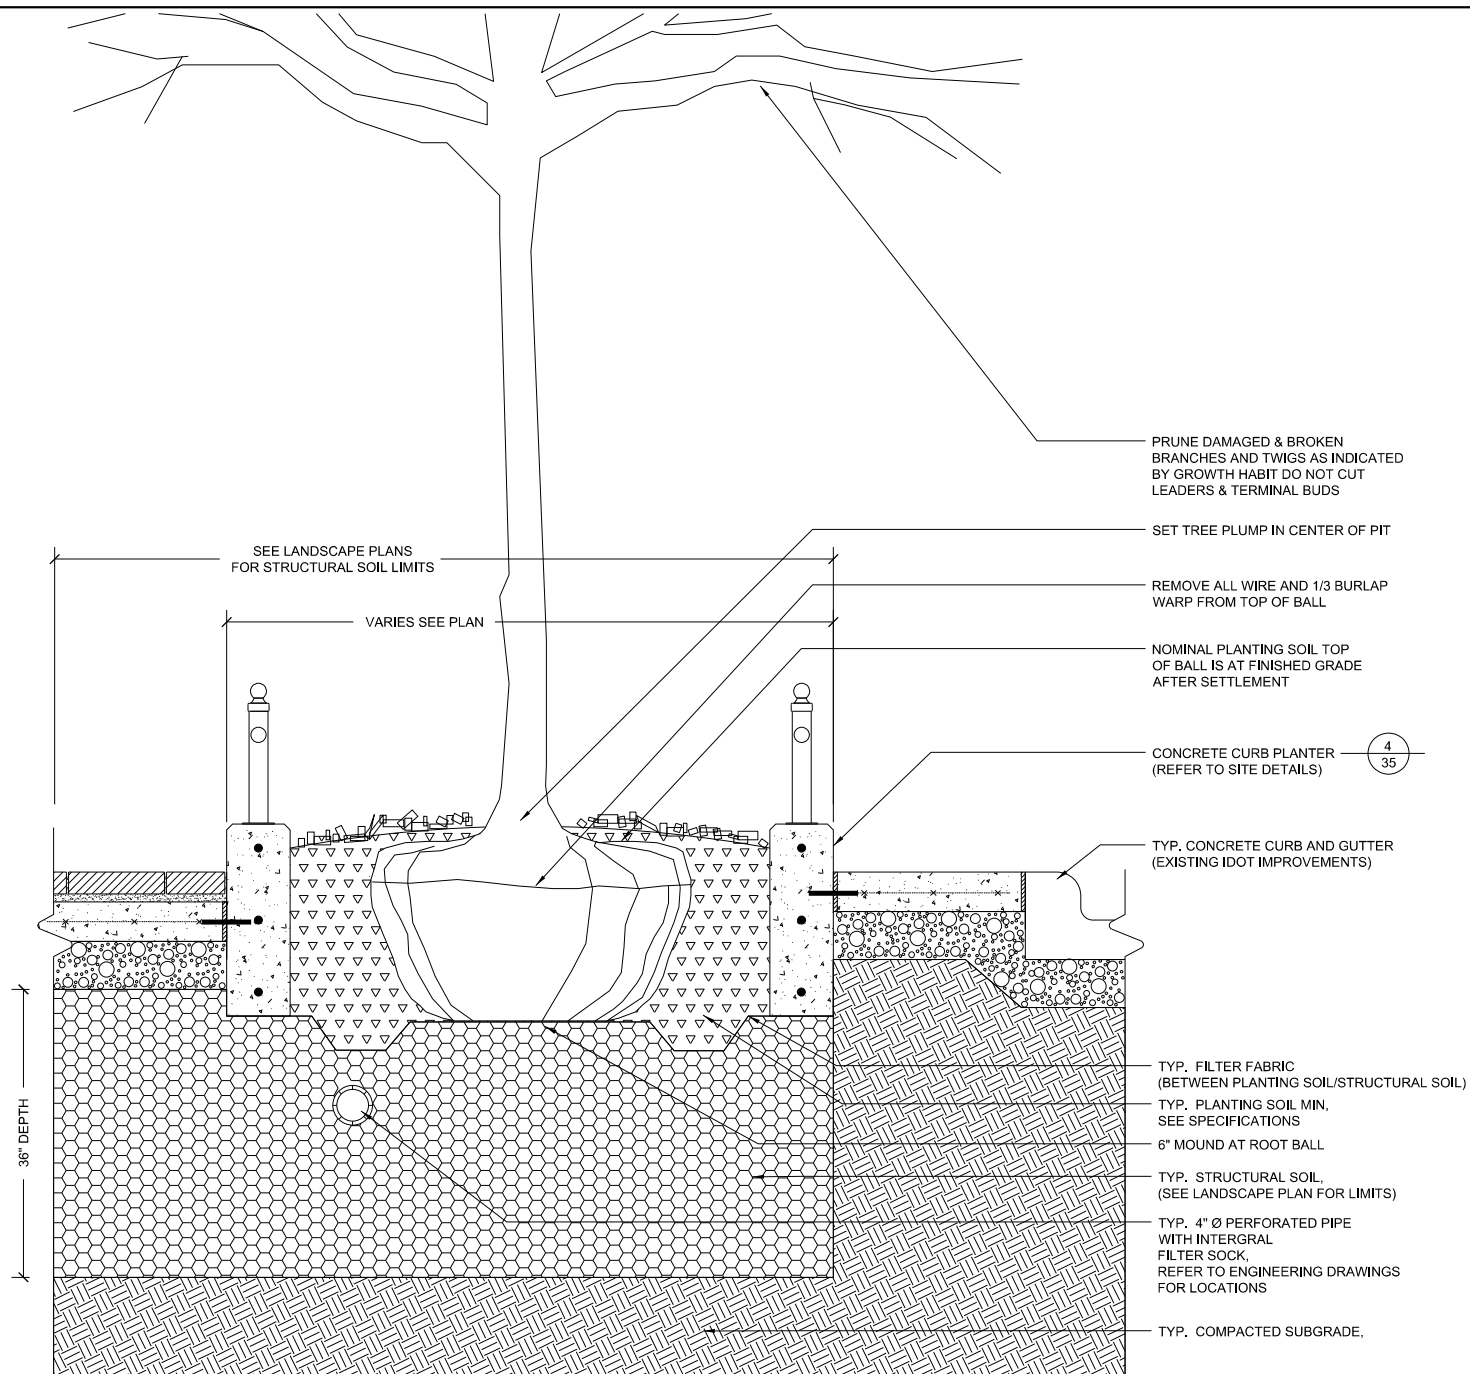 PRUNE DAMAGED & BROKEN
BRANCHES AND TWIGS AS INDICATED
BY GROWTH HABIT DO NOT CUT
LEADERS & TERMINAL BUDS
SET TREE PLUMP IN CENTER OF PIT
SEE LANDSCAPE PLANS
FOR STRUCTURAL SOIL LIMITS
REMOVE ALL WIRE AND 1/3 BURLAP
WARP FROM TOP OF BALL
VARIES SEE PLAN
NOMINAL PLANTING SOIL TOP
OF BALL IS AT FINISHED GRADE
AFTER SETTLEMENT
CONCRETE CURB PLANTER
(REFER TO SITE DETAILS)
4
35
TYP. CONCRETE CURB AND GUTTER
(EXISTING IDOT IMPROVEMENTS)
TYP. FILTER FABRIC
(BETWEEN PLANTING SOIL/STRUCTURAL SOIL)
TYP. PLANTING SOIL MIN,
SEE SPECIFICATIONS
6" MOUND AT ROOT BALL
36" DEPTH
TYP. STRUCTURAL SOIL,
(SEE LANDSCAPE PLAN FOR LIMITS)
TYP. 4" Ø PERFORATED PIPE
WITH INTERGRAL
FILTER SOCK,
REFER TO ENGINEERING DRAWINGS
FOR LOCATIONS
TYP. COMPACTED SUBGRADE,